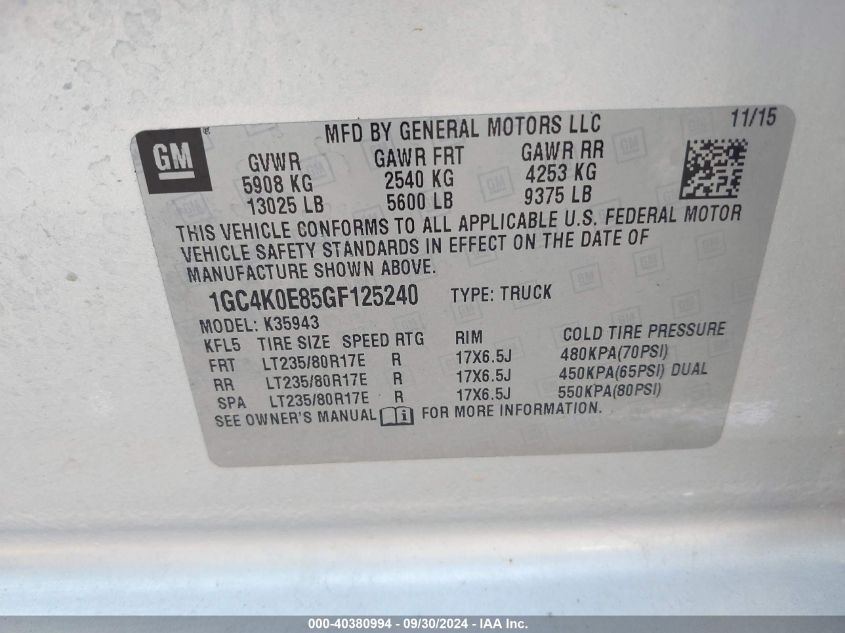 MFD BY GENERAL MOTORS LLC 11/15
GM ®
GVWR GAWR FRT GAWR RR
5908 KG 2540 KG 4253 KG
13025 LB 5600 LB 9375 LB
THIS VEHICLE CONFORMS TO ALL APPLICABLE U.S. FEDERAL MOTOR
VEHICLE SAFETY STANDARDS IN EFFECT ON THE DATE OF
MANUFACTURE SHOWN ABOVE.
1GC4K0E85GF125240 TYPE: TRUCK
MODEL: K35943
KFL5 TIRE SIZE SPEED RTG RIM COLD TIRE PRESSURE
FRT LT235/80R17E R 17X6.5J 480KPA(70PSI)
RR LT235/80R17E R 17X6.5J 450KPA(65PSI) DUAL
SPA LT235/80R17E R 17X6.5J 550KPA(80PSI)
SEE OWNER'S MANUAL i FOR MORE INFORMATION.
000-40380994 / 09/30/2024 - IAA Inc.